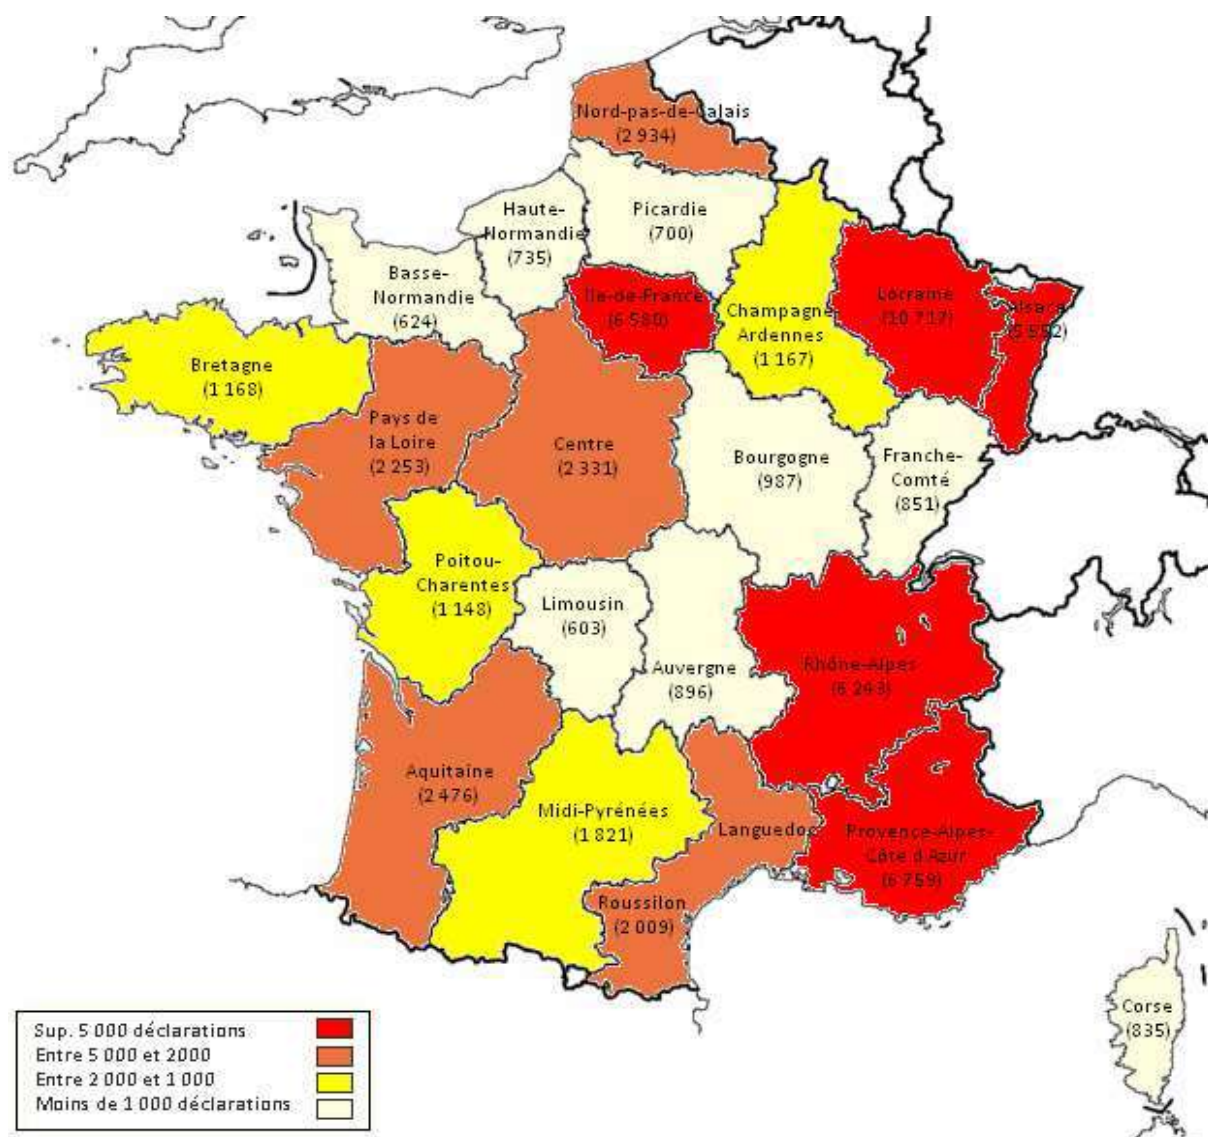 Nord-pas-de-Calais
(2 934)
Haute-
Normandie
(735)
Picardie
(700)
Basse-
Normandie
(624)
Île-de-France
(6 580)
Champagne-
Ardennes
(1 167)
Lorraine
(10 717)
Alsace
Bretagne
(1 168)
Pays de
la Loire
(2 253)
Centre
(2 331)
Bourgogne
(987)
Franche-
Comté
(851)
Poitou-
Charentes
(1 148)
Limousin
(603)
Auvergne
(896)
Rhône-Alpes
(6 243)
Aquitaine
(2 476)
Midi-Pyrénées
(1 821)
Languedoc
Roussilon
(2 009)
Provence-Alpes-
Côte d'Azur
(6 759)
Corse
(835)
Sup. 5 000 déclarations
Entre 5 000 et 2000
Entre 2 000 et 1 000
Moins de 1 000 déclarations